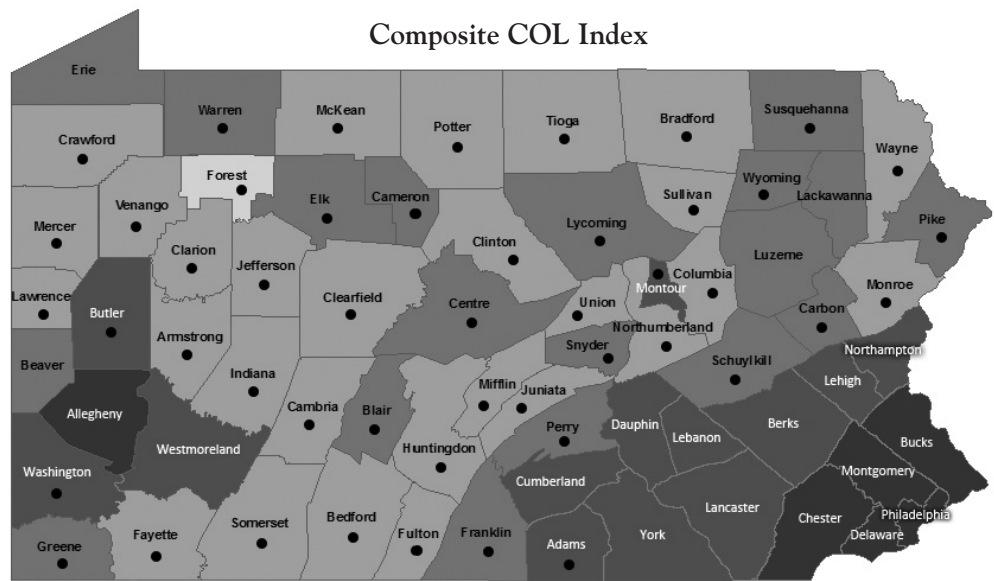 Composite COL Index
Erie
Warren
McKean
Potter
Tioga
Bradford
Susquehanna
Wayne
Crawford
Forest
Elk
Cameron
Sullivan
Wyoming
Lackawanna
Pike
Mercer
Venango
Clarion
Jefferson
Clinton
Lycoming
Columbia
Luzerne
Monroe
Lawrence
Butler
Clearfield
Centre
Union
Montour
Carbon
Northumberland
Armstrong
Indiana
Snyder
Schuylkill
Northampton
Beaver
Lehigh
Allegheny
Cambria
Blair
Mifflin
Juniata
Perry
Dauphin
Lebanon
Berks
Bucks
Westmoreland
Huntingdon
Washington
Cumberland
Montgomery
Lancaster
Chester
Philadelphia
Greene
Fayette
Somerset
Bedford
Fulton
Franklin
Adams
York
Delaware